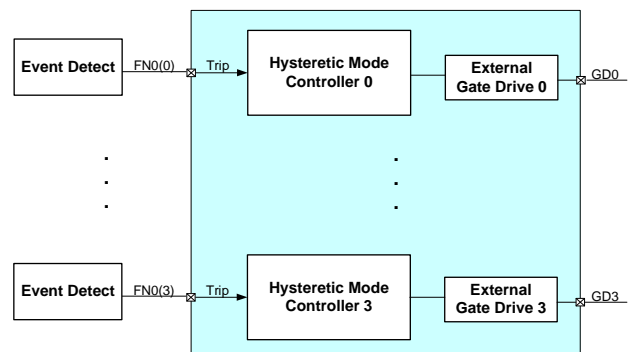 Event Detect
FN0(0)
Trip
Hysteretic Mode
Controller 0
External
Gate Drive 0
GD0
Event Detect
FN0(3)
Trip
Hysteretic Mode
Controller 3
External
Gate Drive 3
GD3